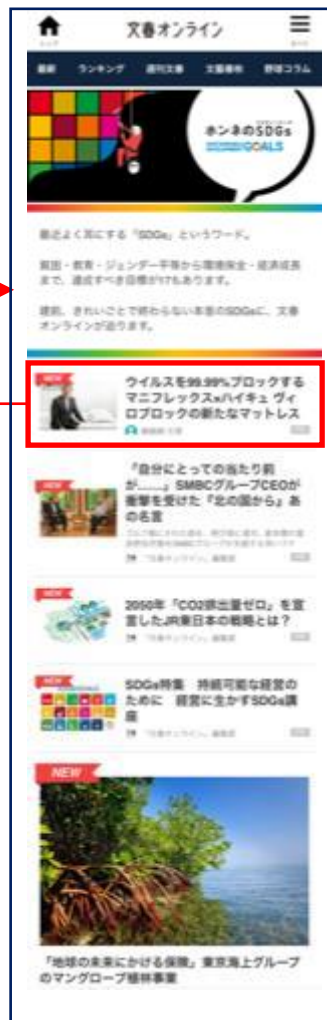 文春オンライン
最新 ランキング 週刊文春 文藝春秋 野球コラム
ホンネのSDGs
GOALS
最近よく耳にする「SDGs」というワード。
貧困・教育・ジェンダー平等から環境保全・経済成長
まで、達成すべき目標が17もあります。
建前、きれいごとで終わらない本音のSDGsに、文春
オンラインが迫ります。
NEW
ウイルスを99.99%ブロックする
マニフレックス×ハイキュ ヴィ
ロブロックの新たなマットレス
NEW
「自分にとっての当たり前
が……」SMBCグループCEOが
衝撃を受けた『北の国から』あ
の名言
NEW
2050年「CO2排出量ゼロ」を宣
言したJR東日本の戦略とは？
NEW
SDGs特集 持続可能な経営の
ために 経営に生かすSDGs講
座
NEW
「地球の未来にかける保険」東京海上グループ
のマングローブ植林事業